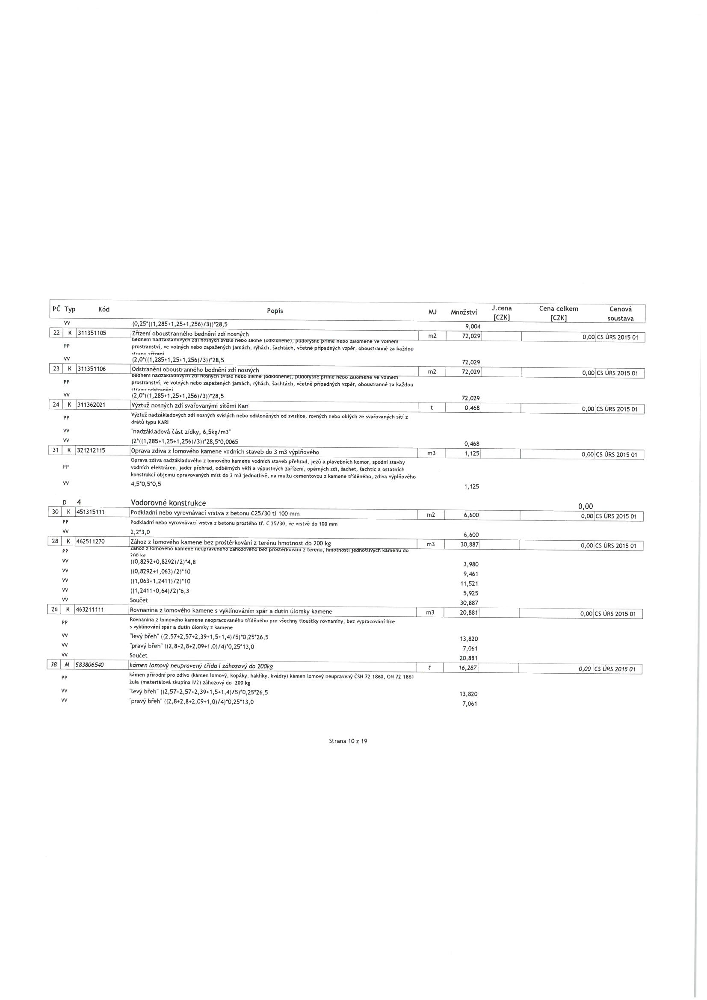 PČ Typ Kód Popis MJ Množství J.cena [CZK] Cena celkem [CZK] Cenová soustava
VV (0,25*((1,285+1,25+1,256)/3))*28,5 9,004
22 K 311351105 Zřízení oboustranného bednění zdí nosných m2 72,029 0,00 CS ÚRS 2015 01
Bednění nadzákladových zdí nosných svislé nebo šikmé (odkloněné), půdorysně přímé nebo zalomené ve volném
PP prostranství, ve volných nebo zapažených jamách, rýhách, šachtách, včetně případných vzpěr, oboustranné za každou
stranu zřízení
VV (2,0*((1,285+1,25+1,256)/3))*28,5 72,029
23 K 311351106 Odstranění oboustranného bednění zdí nosných m2 72,029 0,00 CS ÚRS 2015 01
Bednění nadzákladových zdí nosných svislé nebo šikmé (odkloněné), půdorysně přímé nebo zalomené ve volném
PP prostranství, ve volných nebo zapažených jamách, rýhách, šachtách, včetně případných vzpěr, oboustranné za každou
stranu odstranění
VV (2,0*((1,285+1,25+1,256)/3))*28,5 72,029
24 K 311362021 Výztuž nosných zdí svařovanými sítěmi Kari t 0,468 0,00 CS ÚRS 2015 01
PP Výztuž nadzákladových zdí nosných svislých nebo odkloněných od svislice, rovných nebo oblých ze svařovaných sítí z
drátů typu KARI
VV "nadzákladová část zídky, 6,5kg/m3"
VV (2*((1,285+1,25+1,256)/3))*28,5*0,0065 0,468
31 K 321212115 Oprava zdiva z lomového kamene vodních staveb do 3 m3 výplňového m3 1,125 0,00 CS ÚRS 2015 01
Oprava zdiva nadzákladového z lomového kamene vodních staveb přehrad, jezů a plavebních komor, spodní stavby
PP vodních elektráren, jader přehrad, odběrných věží a výpustných zařízení, opěrných zdí, šachet, šachtic a ostatních
konstrukcí objemu opravovaných míst do 3 m3 jednotlivě, na maltu cementovou z kamene tříděného, zdiva výplňového
VV 4,5*0,5*0,5 1,125
D 4 Vodorovné konstrukce 0,00
30 K 451315111 Podkladní nebo vyrovnávací vrstva z betonu C25/30 tl 100 mm m2 6,600 0,00 CS ÚRS 2015 01
PP Podkladní nebo vyrovnávací vrstva z betonu prostého tř. C 25/30, ve vrstvě do 100 mm
VV 2,2*3,0 6,600
28 K 462511270 Zához z lomového kamene bez proštěrkování z terénu hmotnost do 200 kg m3 30,887 0,00 CS ÚRS 2015 01
PP Zához z lomového kamene neupraveného záhozového bez proštěrkování z terénu, hmotnosti jednotlivých kamenů do
200 kg
VV ((0,8292+0,8292)/2)*4,8 3,980
VV ((0,8292+1,063)/2)*10 9,461
VV ((1,063+1,2411)/2)*10 11,521
VV ((1,2411+0,64)/2)*6,3 5,925
VV Součet 30,887
26 K 463211111 Rovnanina z lomového kamene s vyklínováním spár a dutin úlomky kamene m3 20,881 0,00 CS ÚRS 2015 01
PP Rovnanina z lomového kamene neopracovaného tříděného pro všechny tloušťky rovnaniny, bez vypracování líce
s vyklínování spár a dutin úlomky z kamene
VV "levý břeh" ((2,57+2,57+2,39+1,5+1,4)/5)*0,25*26,5 13,820
VV "pravý břeh" ((2,8+2,8+2,09+1,0)/4)*0,25*13,0 7,061
VV Součet 20,881
38 M 583806540 kámen lomový neupravený třída I záhozový do 200kg t 16,287 0,00 CS ÚRS 2015 01
PP kámen přírodní pro zdivo (kámen lomový, kopáky, haklíky, kvádry) kámen lomový neupravený ČSN 72 1860, ON 72 1861
žula (materiálová skupina I/2) záhozový do 200 kg
VV "levý břeh" ((2,57+2,57+2,39+1,5+1,4)/5)*0,25*26,5 13,820
VV "pravý břeh" ((2,8+2,8+2,09+1,0)/4)*0,25*13,0 7,061
Strana 10 z 19